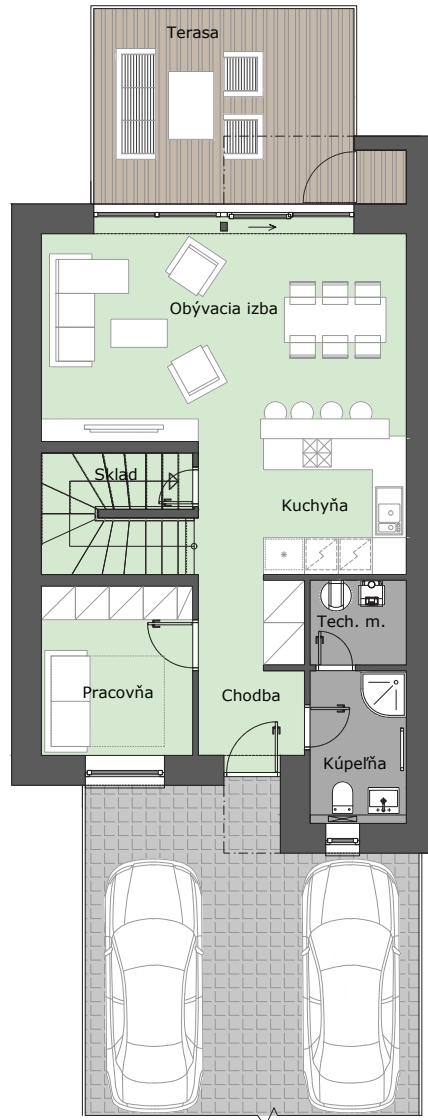 Terasa
Obývacia izba
Sklad
Kuchyňa
Tech. m.
Pracovňa
Chodba
Kúpeľňa